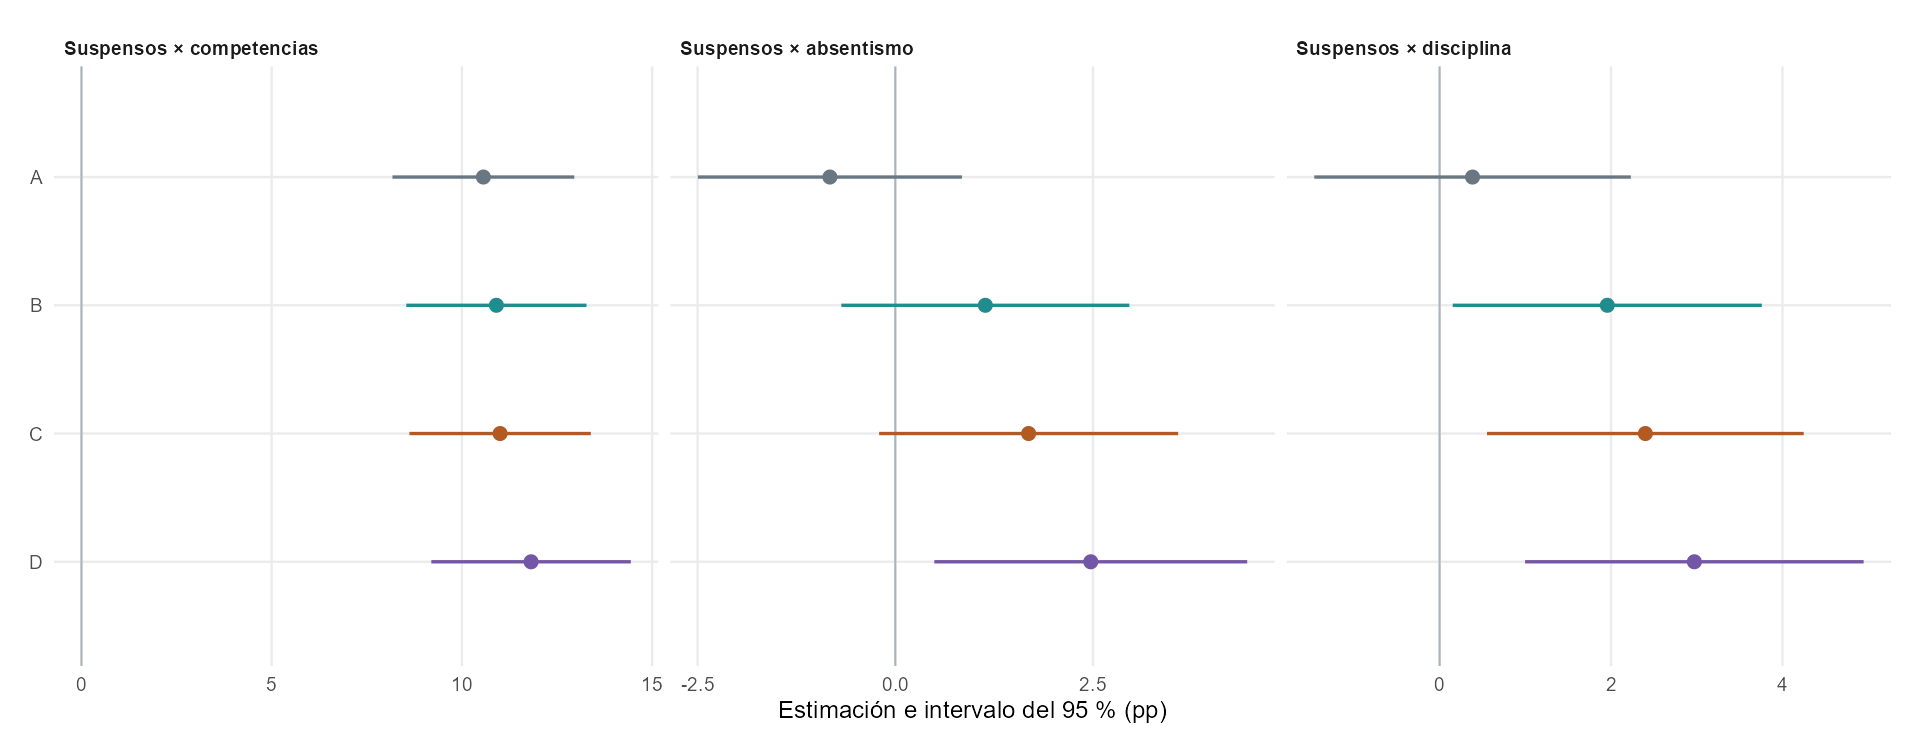 Suspensos × competencias
Suspensos × absentismo
Suspensos × disciplina
A
B
C
D
0 5 10 15
-2.5 0.0 2.5
0 2 4
Estimación e intervalo del 95 % (pp)